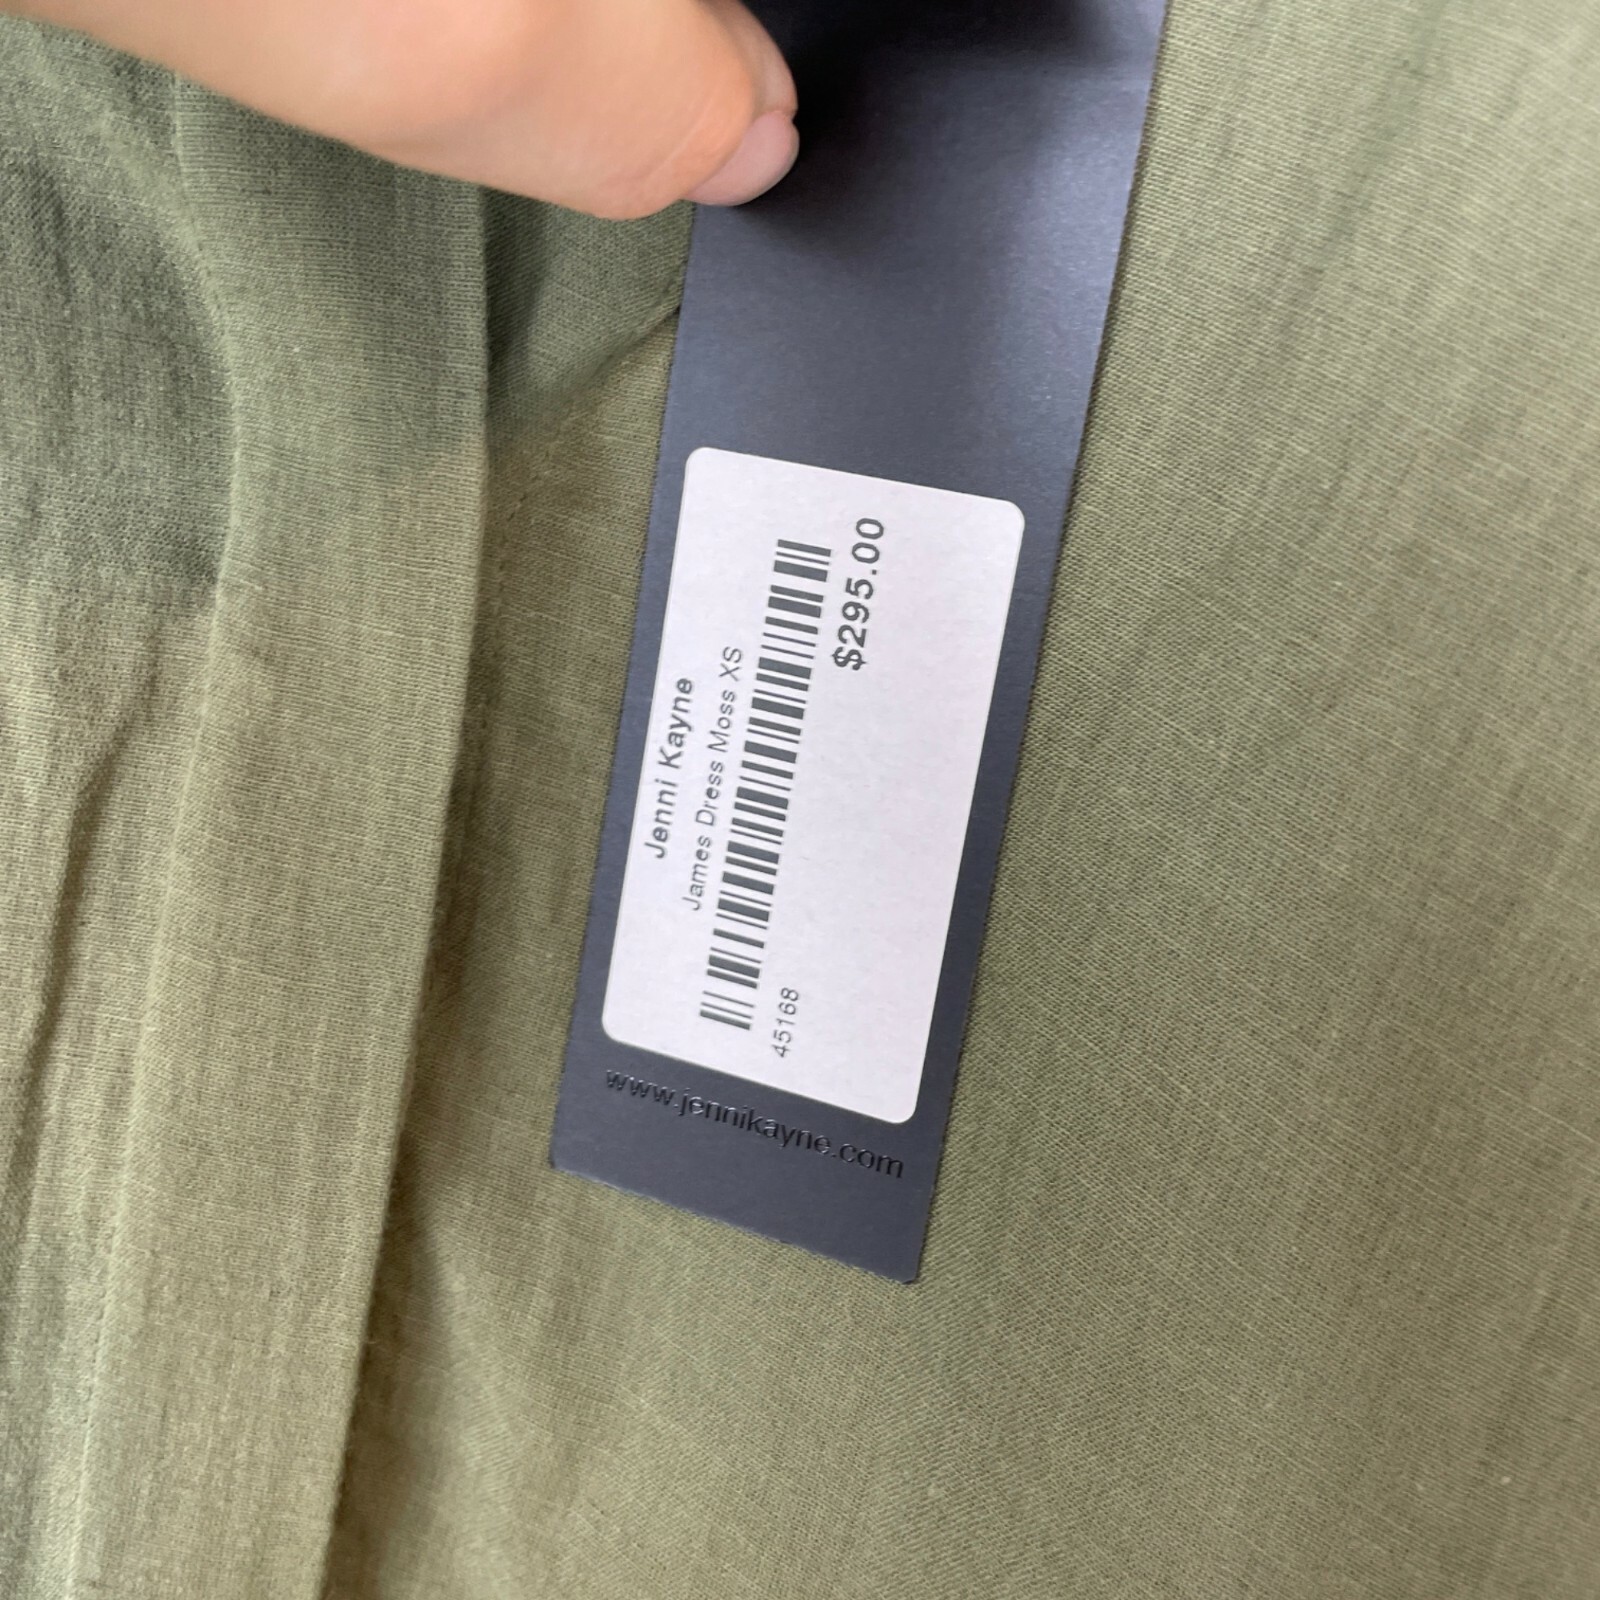 Jenni Kayne
James Dress Moss XS
45168
$295.00
www.jennikayne.com